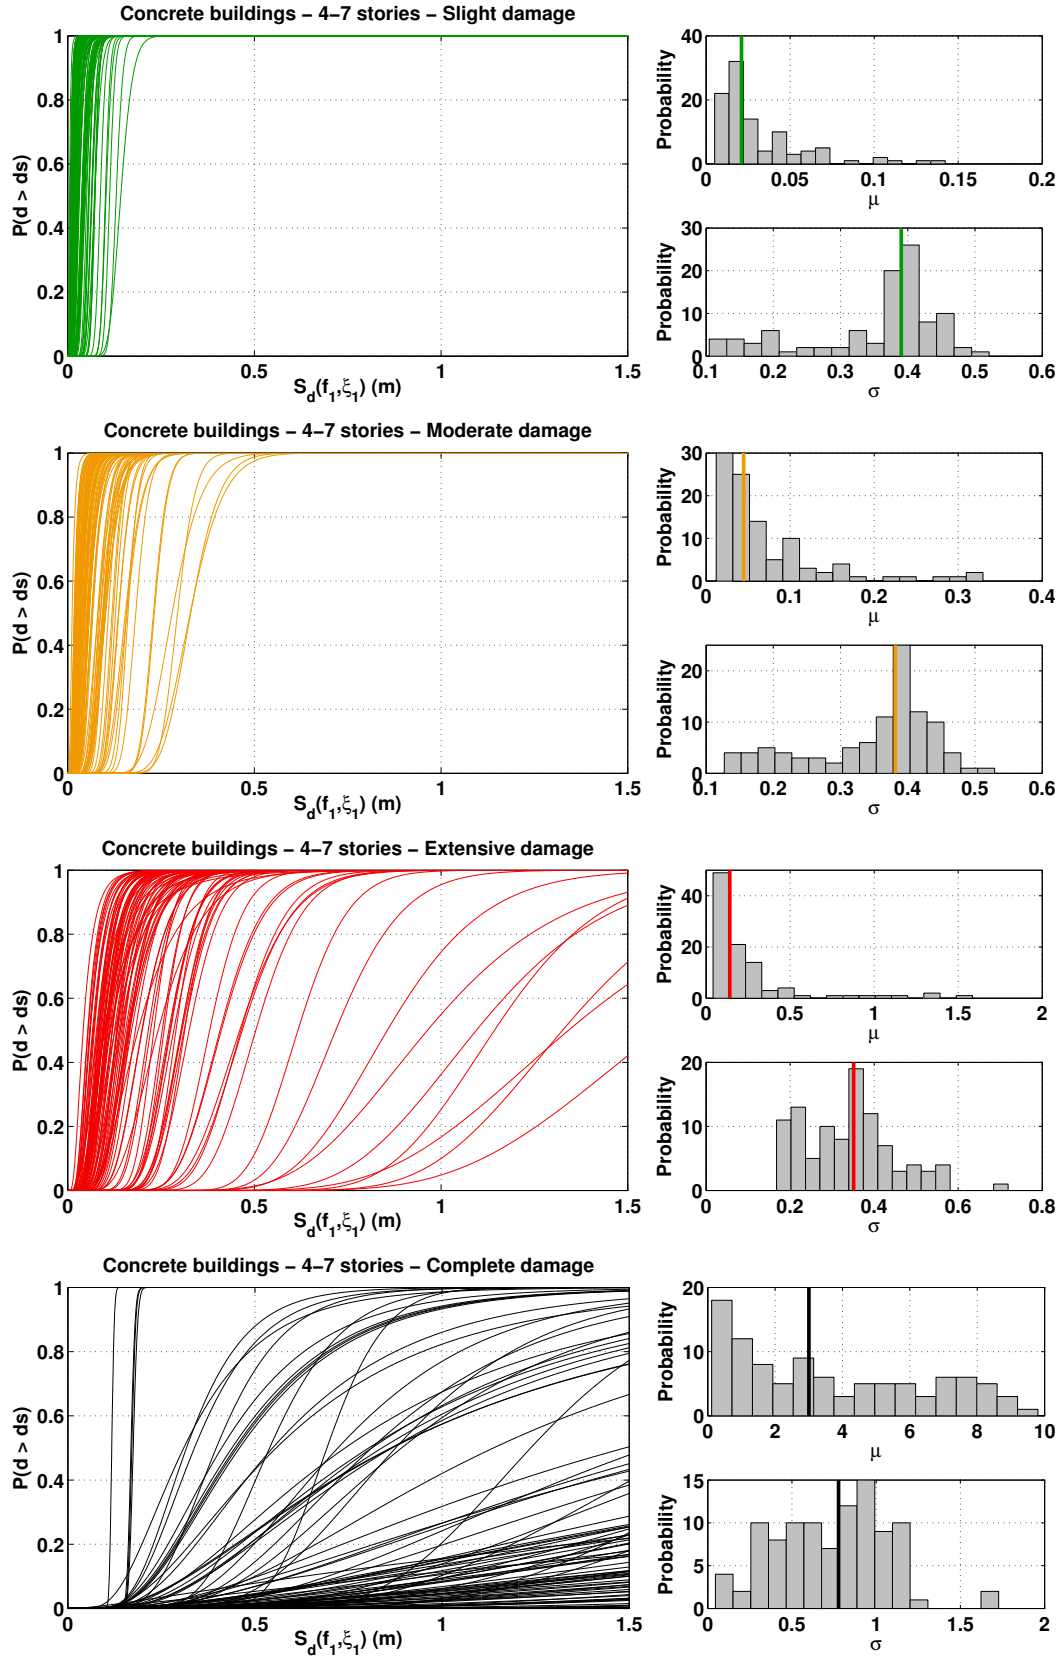 Concrete buildings – 4–7 stories – Slight damage
P(d > ds)
1
0.8
0.6
0.4
0.2
0
0 0.5 1 1.5
S_d(f_1,ξ_1) (m)
Probability
40
20
0
0 0.05 0.1 0.15 0.2
μ
Probability
30
20
10
0
0.1 0.2 0.3 0.4 0.5 0.6
σ
Concrete buildings – 4–7 stories – Moderate damage
P(d > ds)
1
0.8
0.6
0.4
0.2
0
0 0.5 1 1.5
S_d(f_1,ξ_1) (m)
Probability
30
20
10
0
0 0.1 0.2 0.3 0.4
μ
Probability
20
10
0
0.1 0.2 0.3 0.4 0.5 0.6
σ
Concrete buildings – 4–7 stories – Extensive damage
P(d > ds)
1
0.8
0.6
0.4
0.2
0
0 0.5 1 1.5
S_d(f_1,ξ_1) (m)
Probability
40
20
0
0 0.5 1 1.5 2
μ
Probability
20
10
0
0.2 0.4 0.6 0.8
σ
Concrete buildings – 4–7 stories – Complete damage
P(d > ds)
1
0.8
0.6
0.4
0.2
0
0 0.5 1 1.5
S_d(f_1,ξ_1) (m)
Probability
20
10
0
0 2 4 6 8 10
μ
Probability
15
10
5
0
0 0.5 1 1.5 2
σ